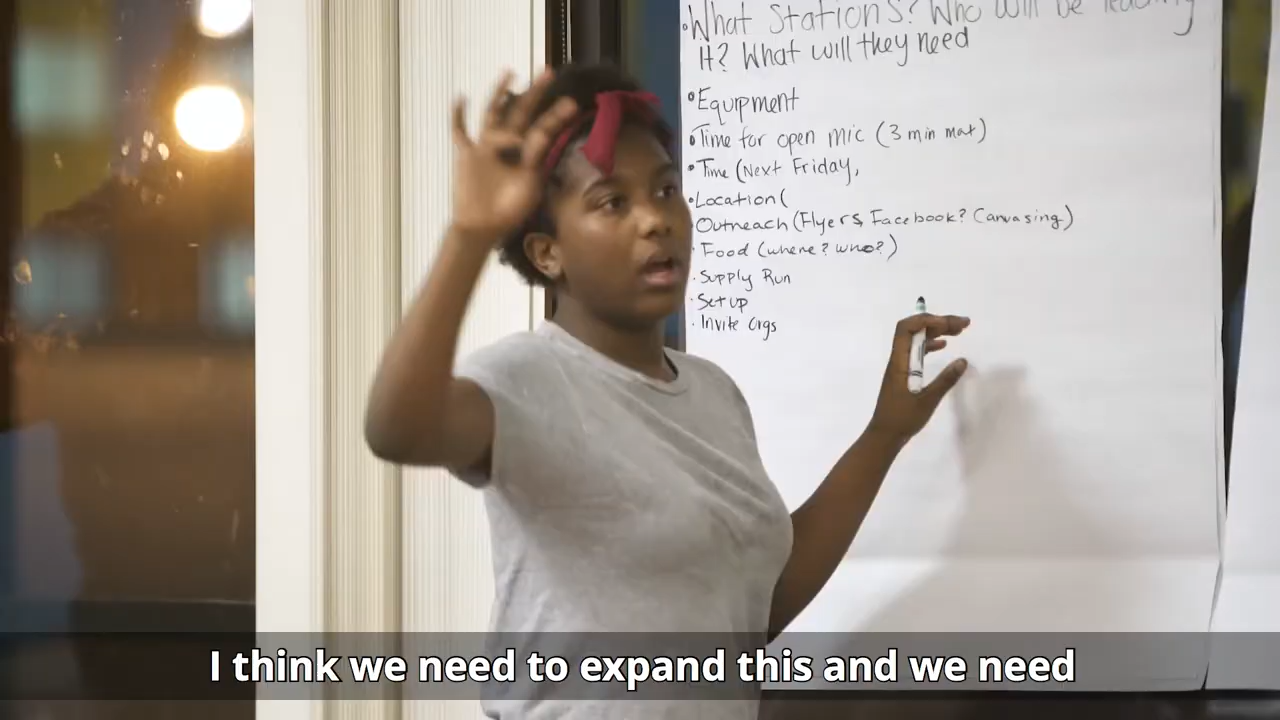 •What Stations? Who will be Teaching
It? What will they need
•Equipment
•Time for open mic (3 min max)
•Time (Next Friday,
•Location (
•Outreach (Flyers, Facebook? Canvasing)
•Food (where? who?)
•Supply Run
•Set up
•Invite Orgs
I think we need to expand this and we need